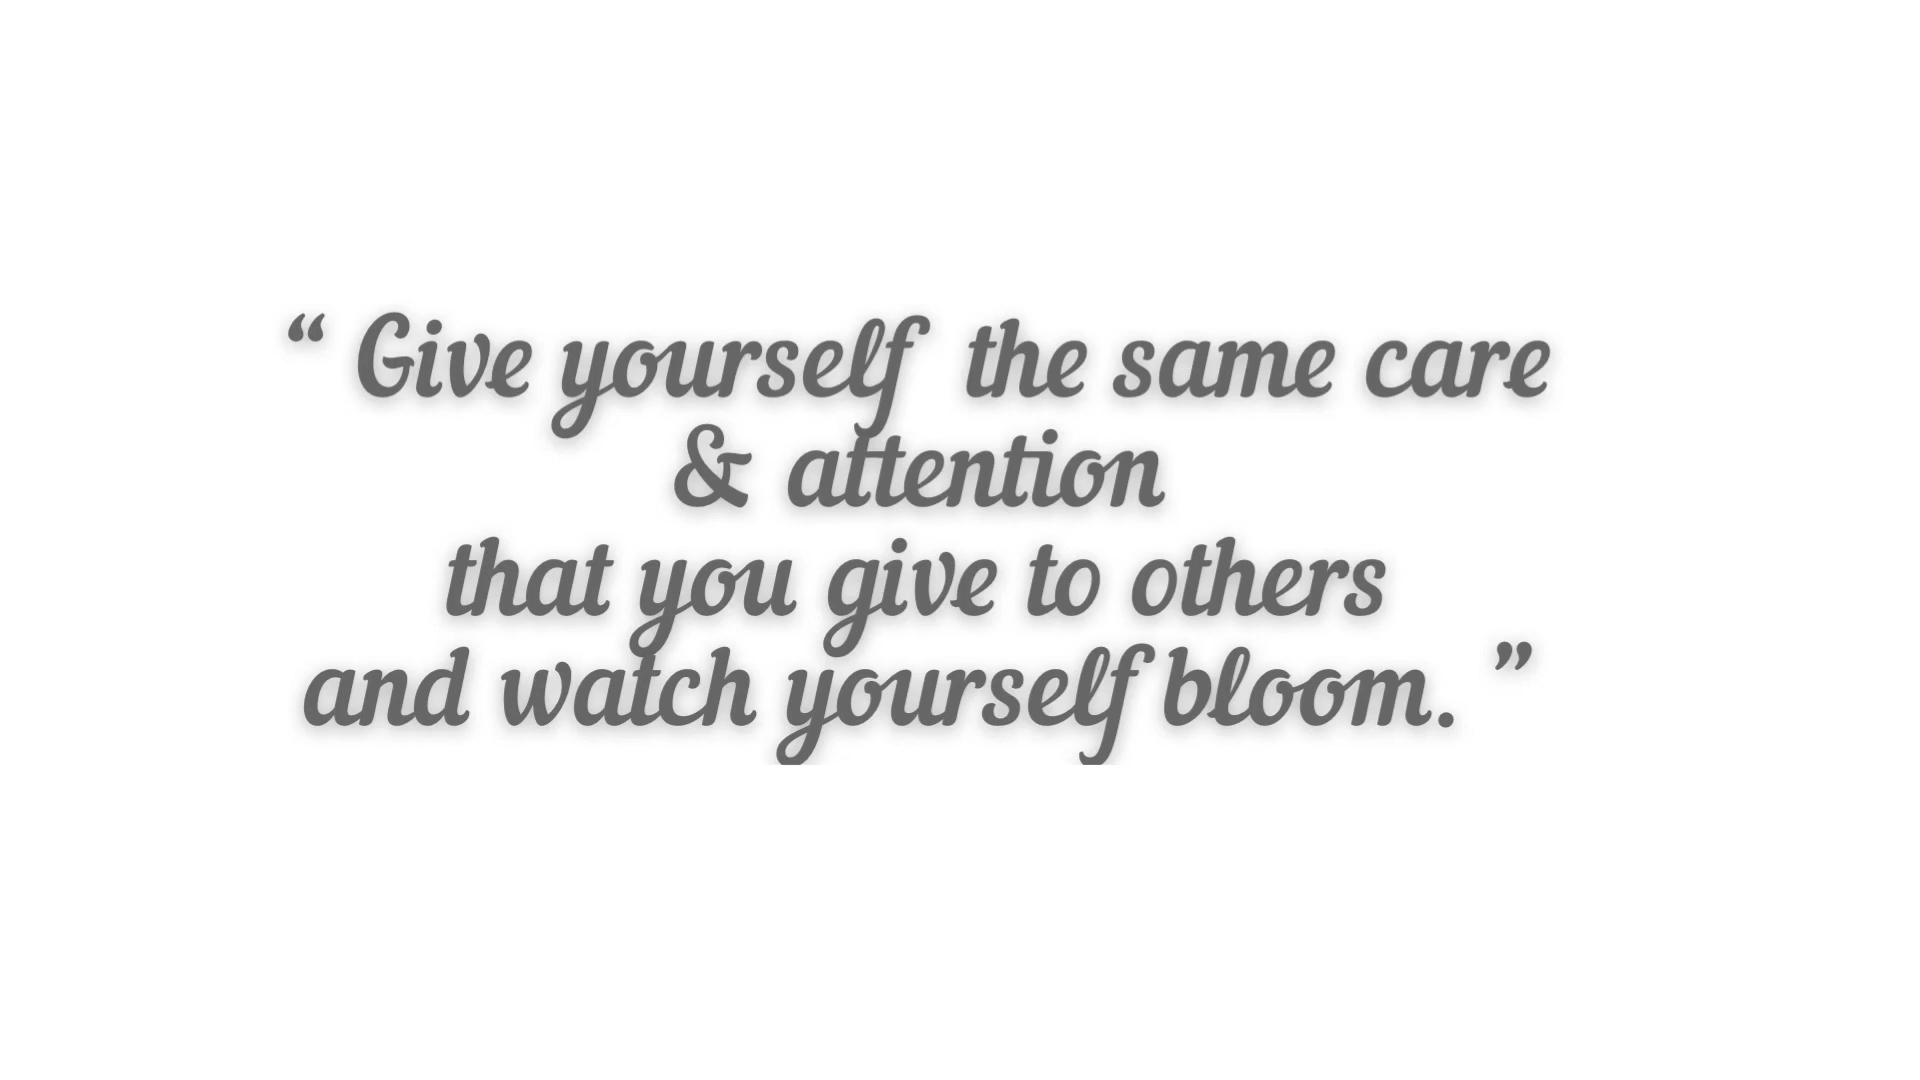 “ Give yourself the same care
& attention
that you give to others
and watch yourself bloom. ”